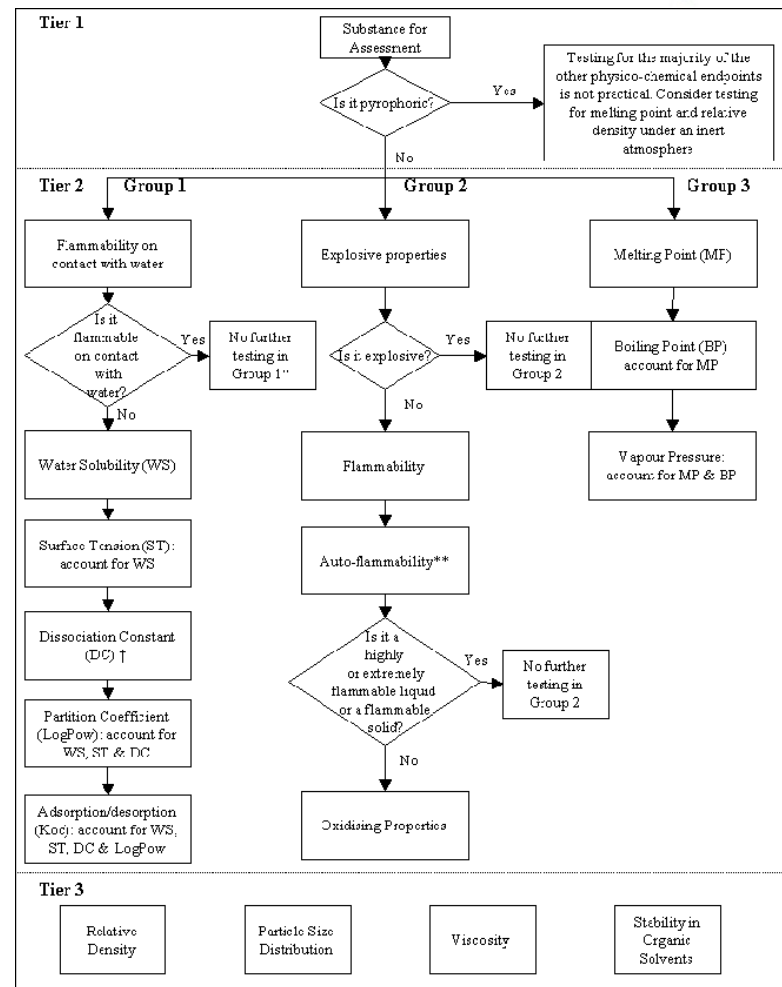 Tier 1
Substance for
Assessment
Is it pyrophoric?
Yes
Testing for the majority of the
other physico-chemical endpoints
is not practical. Consider testing
for melting point and relative
density under an inert
atmosphere
No
Tier 2
Group 1
Group 2
Group 3
Flammability on
contact with water
Explosive properties
Melting Point (MP)
Is it
flammable
on contact
with
water?
Yes
No further
testing in
Group 1*
Is it explosive?
Yes
No further
testing in
Group 2
Boiling Point (BP)
account for MP
No
No
Water Solubility (WS)
Flammability
Vapour Pressure:
account for MP & BP
Surface Tension (ST):
account for WS
Auto-flammability**
Dissociation Constant
(DC) †
Is it a
highly
or extremely
flammable liquid
or a flammable
solid?
Yes
No further
testing in
Group 2
Partition Coefficient
(LogPow): account for
WS, ST & DC
No
Adsorption/desorption
(Koc): account for WS,
ST, DC & LogPow
Oxidising Properties
Tier 3
Relative
Density
Particle Size
Distribution
Viscosity
Stability in
Organic
Solvents